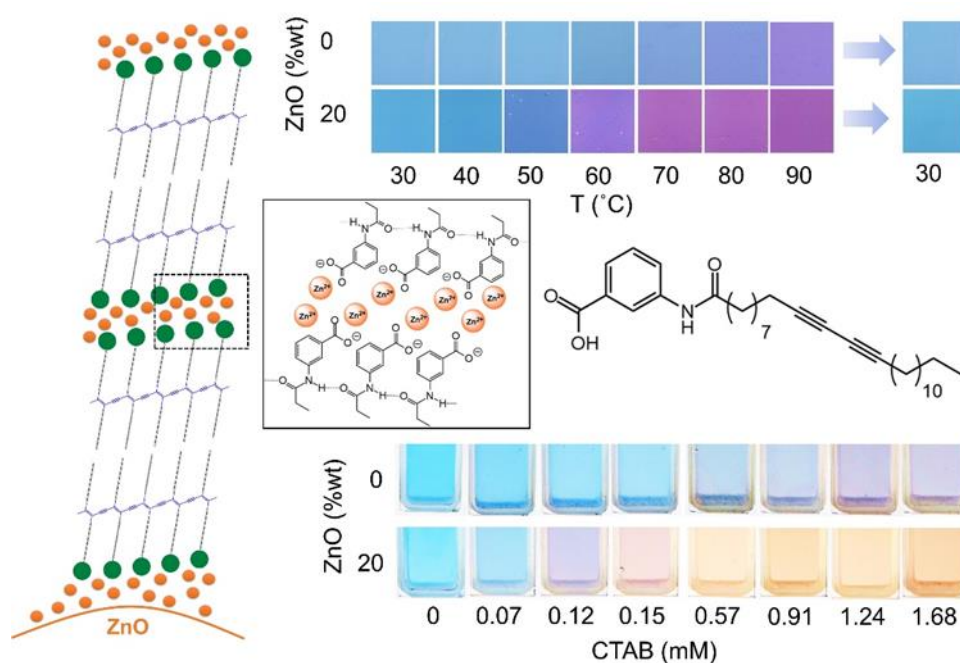 ZnO (%wt)
0
20
30 40 50 60 70 80 90 30
T (˚C)
H N O H N O H N O
⊖ O O ⊖ O O ⊖ O O
Zn²⁺ Zn²⁺ Zn²⁺ Zn²⁺
Zn²⁺ Zn²⁺ Zn²⁺ Zn²⁺
O O⊖ O O⊖ O O⊖
O N H O N H O N H
O
O
OH
N
H
7
10
ZnO
ZnO (%wt)
0
20
0 0.07 0.12 0.15 0.57 0.91 1.24 1.68
CTAB (mM)